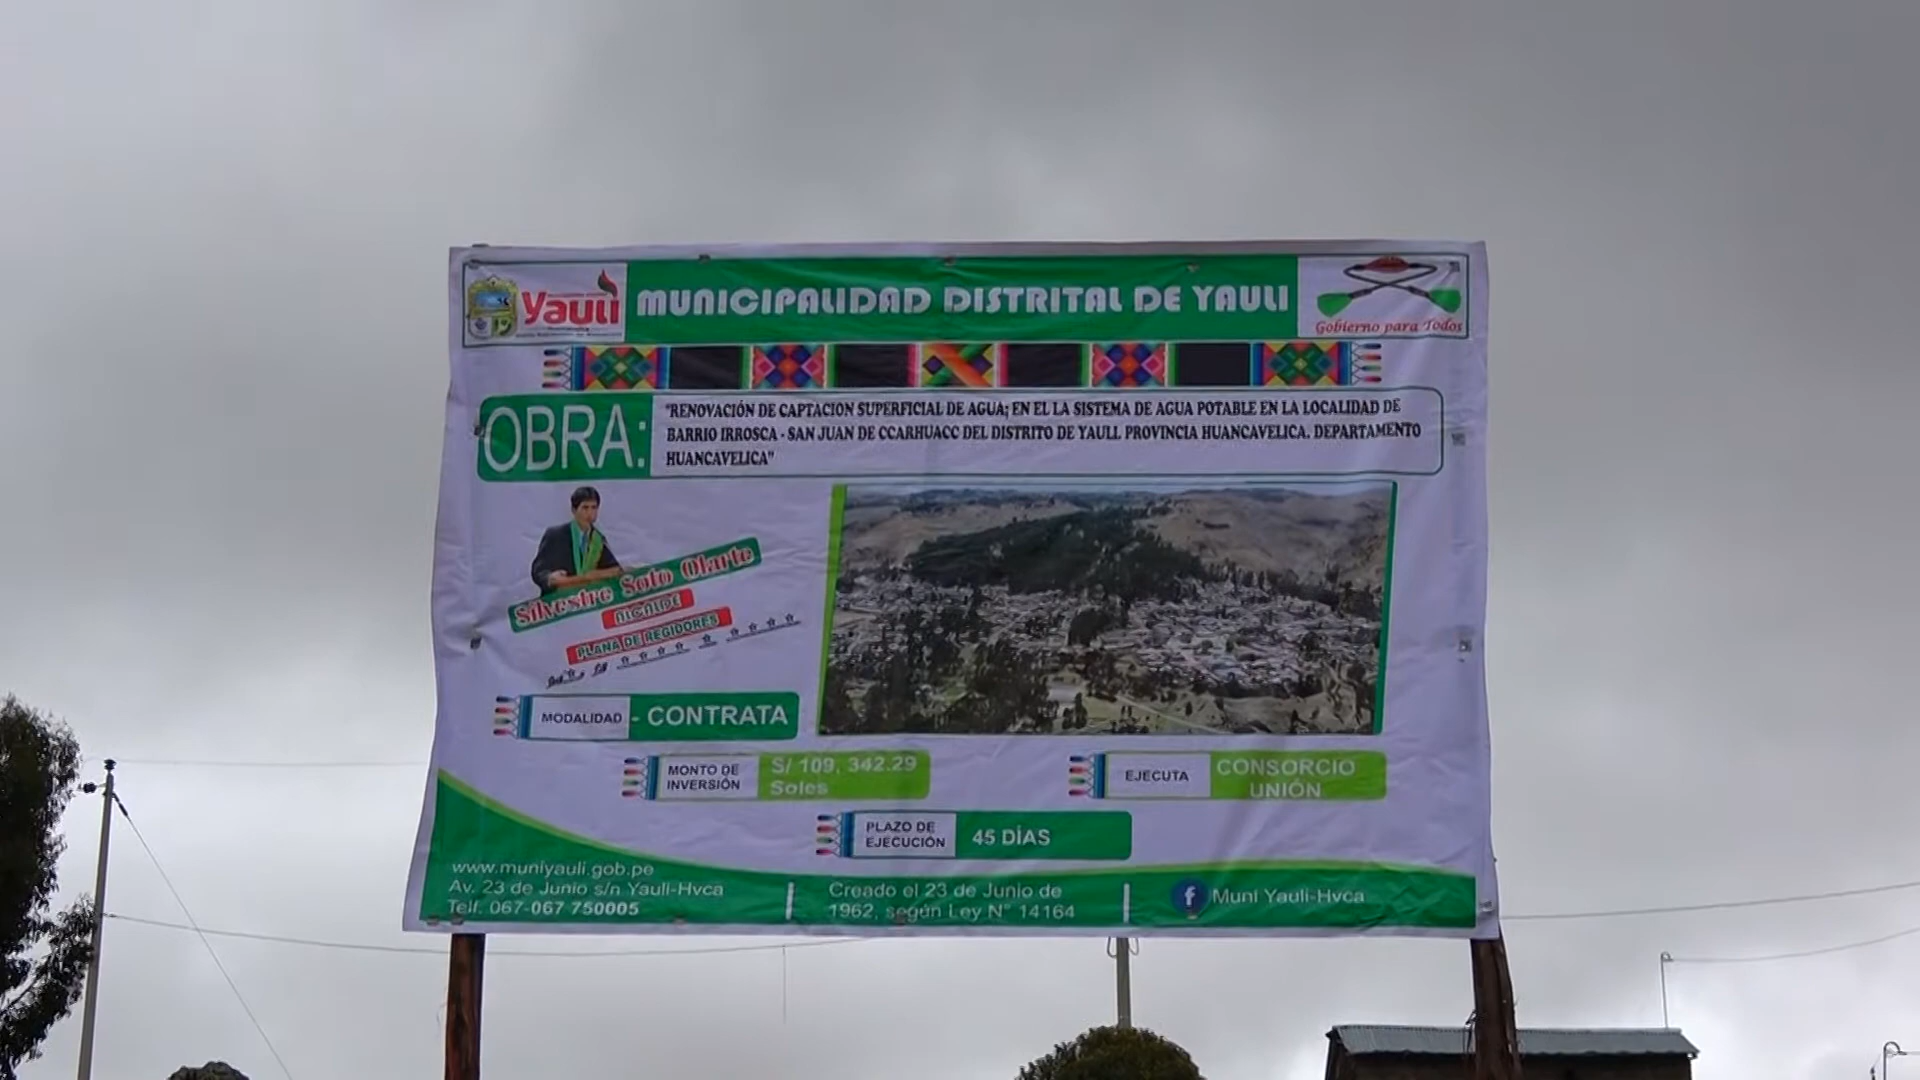 Yauli
MUNICIPALIDAD DISTRITAL DE YAULI
Gobierno para Todos
OBRA:
"RENOVACIÓN DE CAPTACION SUPERFICIAL DE AGUA; EN EL LA SISTEMA DE AGUA POTABLE EN LA LOCALIDAD DE
BARRIO IRROSCA - SAN JUAN DE CCARHUACC DEL DISTRITO DE YAULI. PROVINCIA HUANCAVELICA. DEPARTAMENTO
HUANCAVELICA"
Silvestre Soto Olarte
ALCALDE
PLANA DE REGIDORES
MODALIDAD - CONTRATA
MONTO DE
INVERSIÓN
S/ 109, 342.29
Soles
EJECUTA
CONSORCIO
UNIÓN
PLAZO DE
EJECUCIÓN
45 DÍAS
www.muniyauli.gob.pe
Av. 23 de Junio s/n Yauli-Hvca
Telf. 067-067 750005
Creado el 23 de Junio de
1962, según Ley N° 14164
f Muni Yauli-Hvca